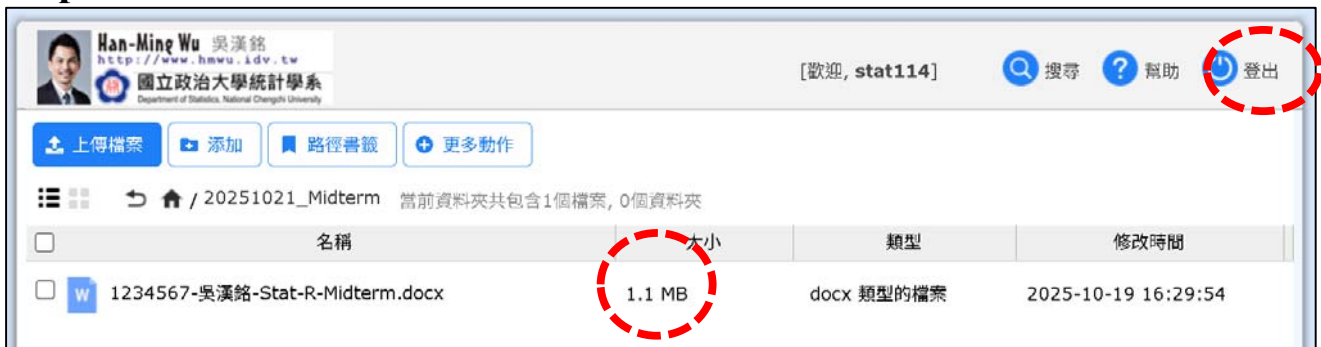 Han-Ming Wu 吳漢銘
http://www.hmwu.idv.tw
國立政治大學統計學系
Department of Statistics, National Chengchi University
[歡迎, stat114] 搜尋 幫助 登出
上傳檔案 添加 路徑書籤 更多動作
/ 20251021_Midterm 當前資料夾共包含1個檔案, 0個資料夾
名稱 大小 類型 修改時間
W 1234567-吳漢銘-Stat-R-Midterm.docx 1.1 MB docx 類型的檔案 2025-10-19 16:29:54